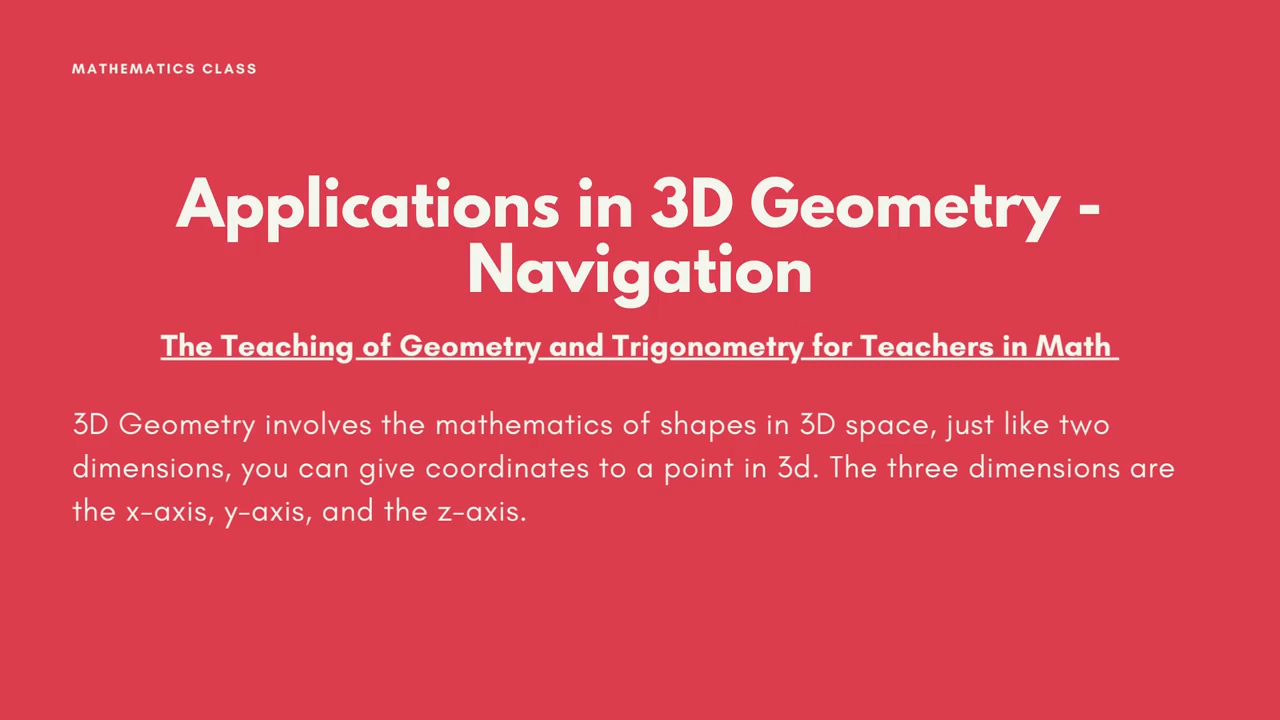 MATHEMATICS CLASS
Applications in 3D Geometry -
Navigation
The Teaching of Geometry and Trigonometry for Teachers in Math
3D Geometry involves the mathematics of shapes in 3D space, just like two
dimensions, you can give coordinates to a point in 3d. The three dimensions are
the x-axis, y-axis, and the z-axis.